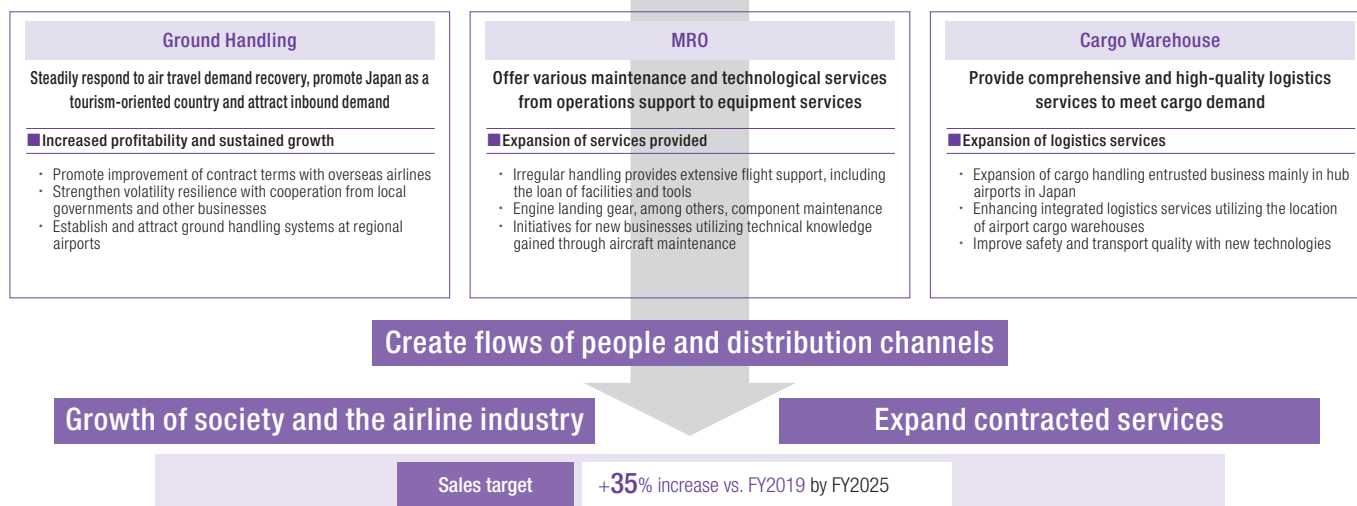 Ground Handling
Steadily respond to air travel demand recovery, promote Japan as a
tourism-oriented country and attract inbound demand
■Increased profitability and sustained growth
・ Promote improvement of contract terms with overseas airlines
・ Strengthen volatility resilience with cooperation from local
governments and other businesses
・ Establish and attract ground handling systems at regional
airports
MRO
Offer various maintenance and technological services
from operations support to equipment services
■Expansion of services provided
・ Irregular handling provides extensive flight support, including
the loan of facilities and tools
・ Engine landing gear, among others, component maintenance
・ Initiatives for new businesses utilizing technical knowledge
gained through aircraft maintenance
Cargo Warehouse
Provide comprehensive and high-quality logistics
services to meet cargo demand
■Expansion of logistics services
・ Expansion of cargo handling entrusted business mainly in hub
airports in Japan
・ Enhancing integrated logistics services utilizing the location
of airport cargo warehouses
・ Improve safety and transport quality with new technologies
Create flows of people and distribution channels
Growth of society and the airline industry
Expand contracted services
Sales target
+35% increase vs. FY2019 by FY2025